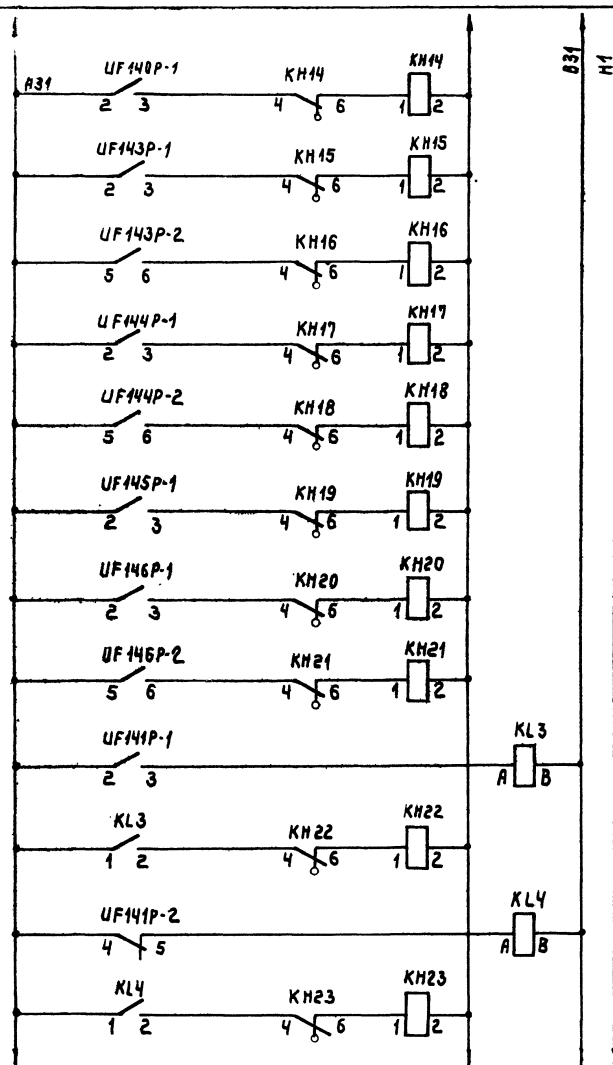 831 H1
A31 UF140P-1 KH14 KH14
2 3 4 6 1 2
UF143P-1 KH15 KH15
2 3 4 6 1 2
UF143P-2 KH16 KH16
5 6 4 6 1 2
UF144P-1 KH17 KH17
2 3 4 6 1 2
UF144P-2 KH18 KH18
5 6 4 6 1 2
UF145P-1 KH19 KH19
2 3 4 6 1 2
UF146P-1 KH20 KH20
2 3 4 6 1 2
UF146P-2 KH21 KH21
5 6 4 6 1 2
UF141P-1 KL3
2 3 A B
KL3 KH22 KH22
1 2 4 6 1 2
UF141P-2 KL4
4 5 A B
KL4 KH23 KH23
1 2 4 6 1 2